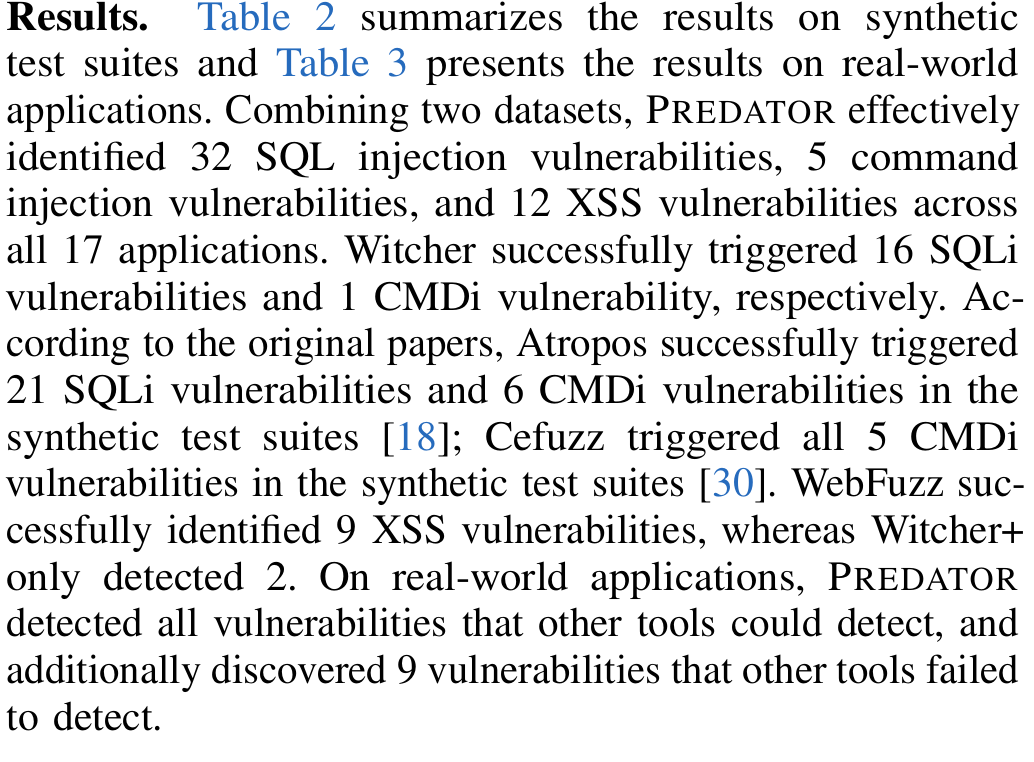 Results. Table 2 summarizes the results on synthetic
test suites and Table 3 presents the results on real-world
applications. Combining two datasets, PREDATOR effectively
identified 32 SQL injection vulnerabilities, 5 command
injection vulnerabilities, and 12 XSS vulnerabilities across
all 17 applications. Witcher successfully triggered 16 SQLi
vulnerabilities and 1 CMDi vulnerability, respectively. Ac-
cording to the original papers, Atropos successfully triggered
21 SQLi vulnerabilities and 6 CMDi vulnerabilities in the
synthetic test suites [18]; Cefuzz triggered all 5 CMDi
vulnerabilities in the synthetic test suites [30]. WebFuzz suc-
cessfully identified 9 XSS vulnerabilities, whereas Witcher+
only detected 2. On real-world applications, PREDATOR
detected all vulnerabilities that other tools could detect, and
additionally discovered 9 vulnerabilities that other tools failed
to detect.